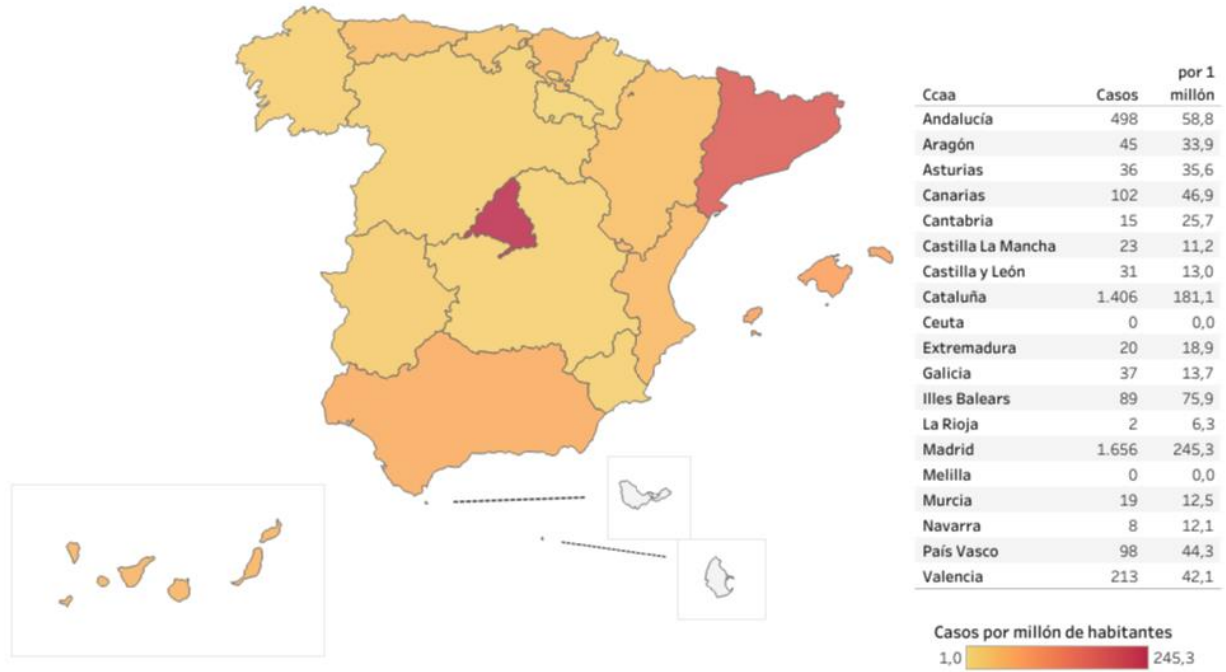 por 1
Ccaa Casos millón
Andalucía 498 58,8
Aragón 45 33,9
Asturias 36 35,6
Canarias 102 46,9
Cantabria 15 25,7
Castilla La Mancha 23 11,2
Castilla y León 31 13,0
Cataluña 1.406 181,1
Ceuta 0 0,0
Extremadura 20 18,9
Galicia 37 13,7
Illes Balears 89 75,9
La Rioja 2 6,3
Madrid 1.656 245,3
Melilla 0 0,0
Murcia 19 12,5
Navarra 8 12,1
País Vasco 98 44,3
Valencia 213 42,1
Casos por millón de habitantes
1,0 245,3